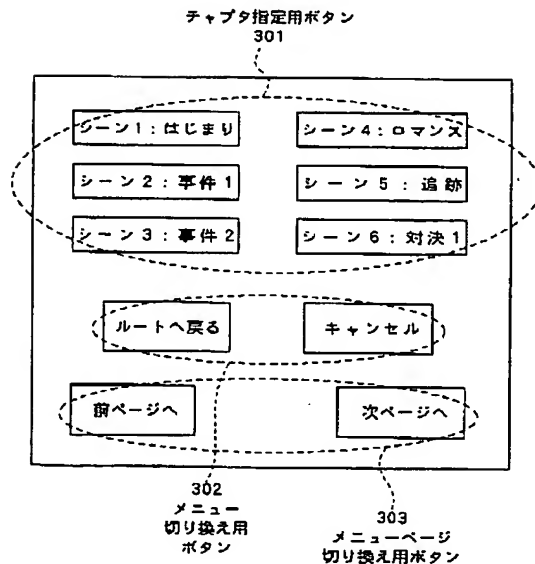 チャプタ指定用ボタン
301
シーン1：はじまり
シーン4：ロマンス
シーン2：事件1
シーン5：追跡
シーン3：事件2
シーン6：対決1
ルートへ戻る
キャンセル
前ページへ
次ページへ
302
メニュー
切り換え用
ボタン
303
メニューページ
切り換え用ボタン